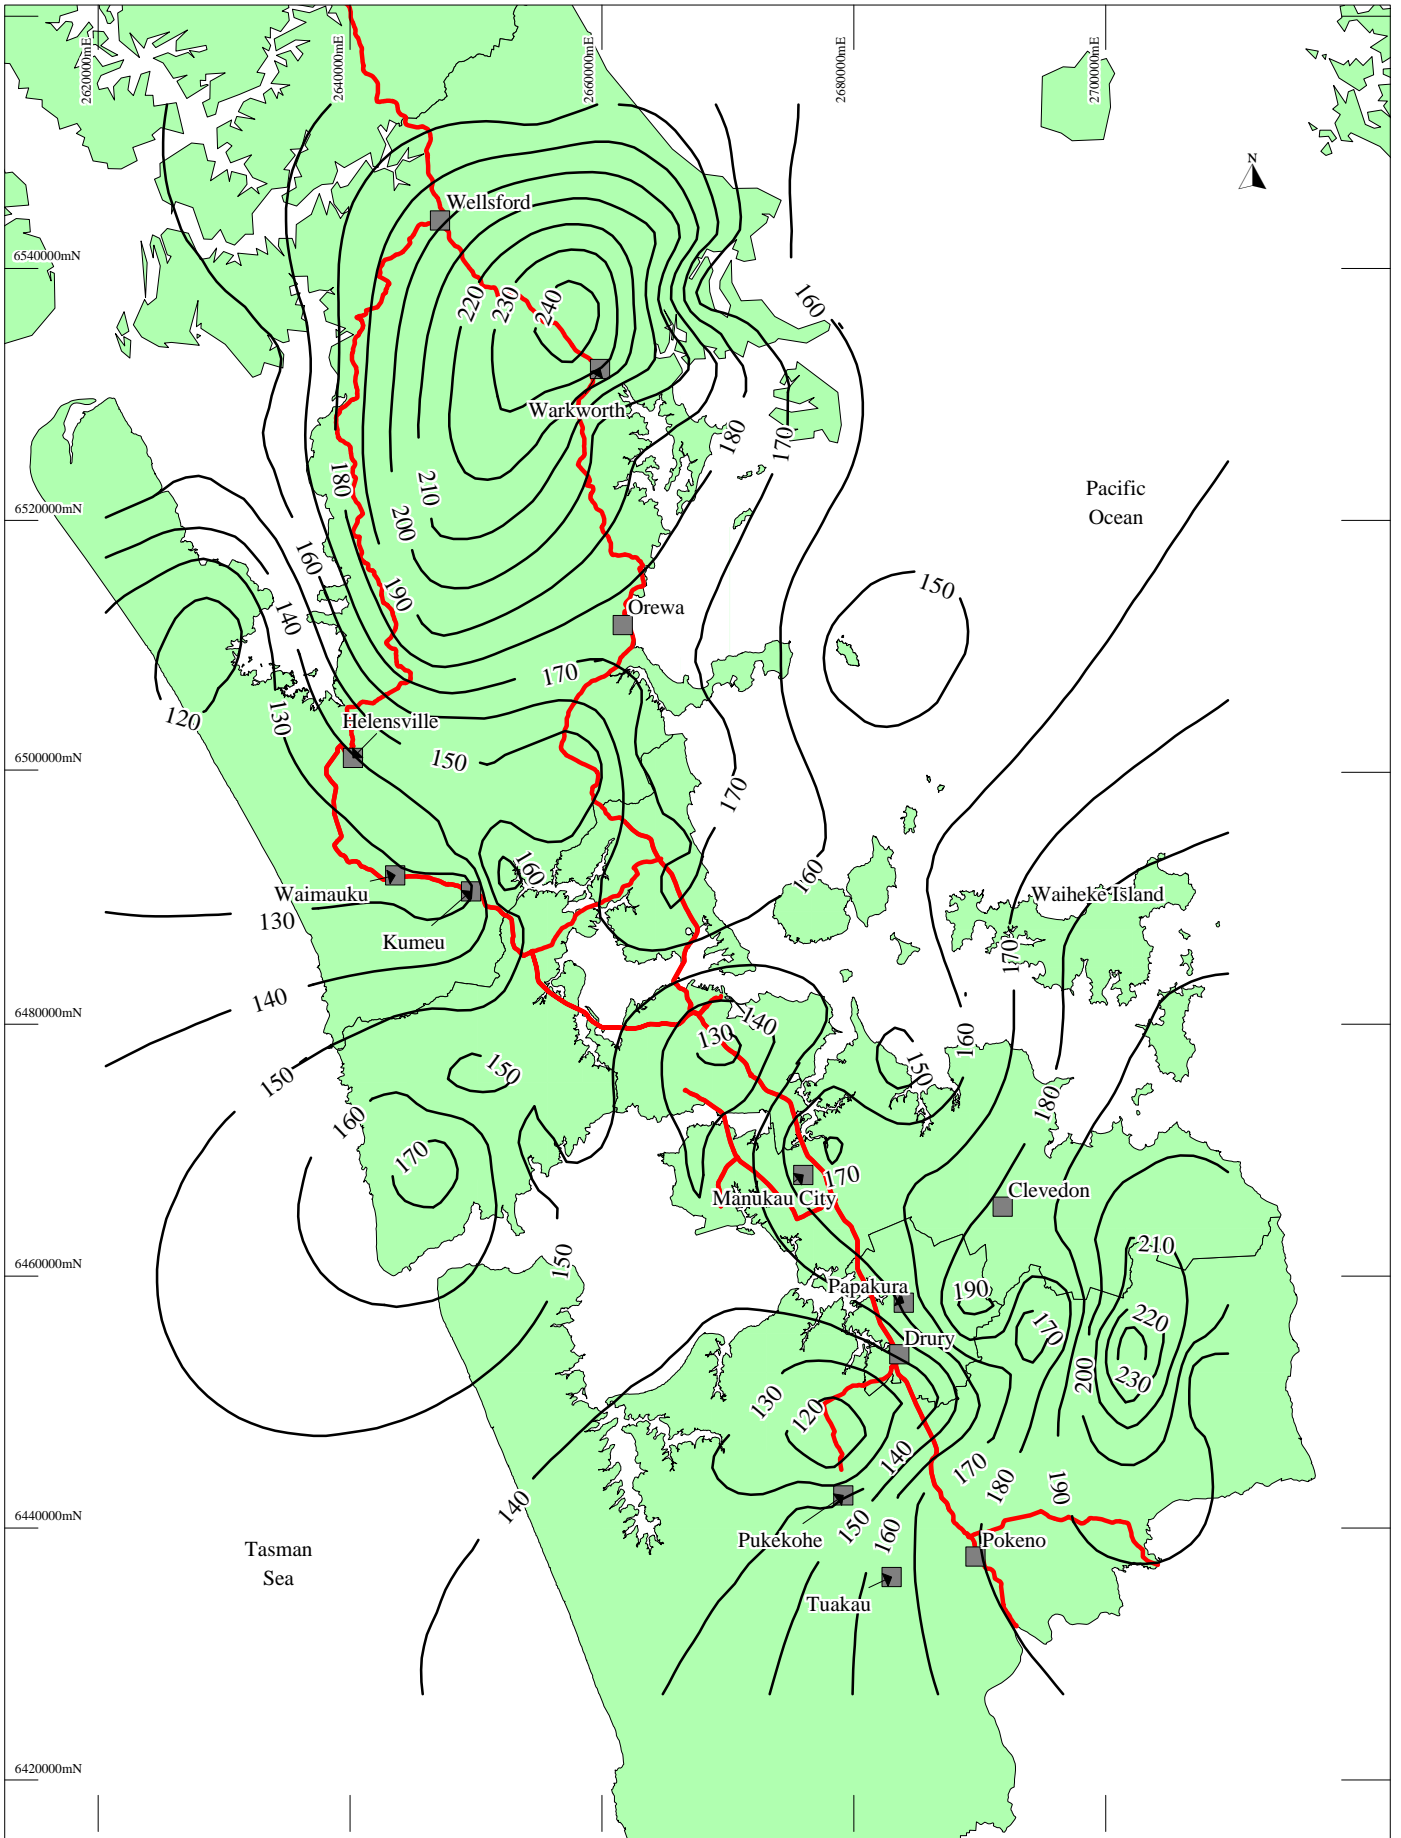 2620000mE
2640000mE
2660000mE
2680000mE
2700000mE
N
Wellsford
6540000mN
220
230
240
160
Warkworth
180
170
180
210
Pacific
Ocean
200
6520000mN
160
150
190
140
Orewa
170
120
130
Helensville
150
6500000mN
170
160
160
Waimauku
Waiheke Island
130
Kumeu
170
140
6480000mN
140
130
160
150
150
150
160
180
170
170
Manukau City
Clevedon
210
150
6460000mN
Papakura
190
220
Drury
170
200
230
130
120
140
170
180
190
140
150
160
6440000mN
Pukekohe
Pokeno
Tasman
Sea
Tuakau
6420000mN